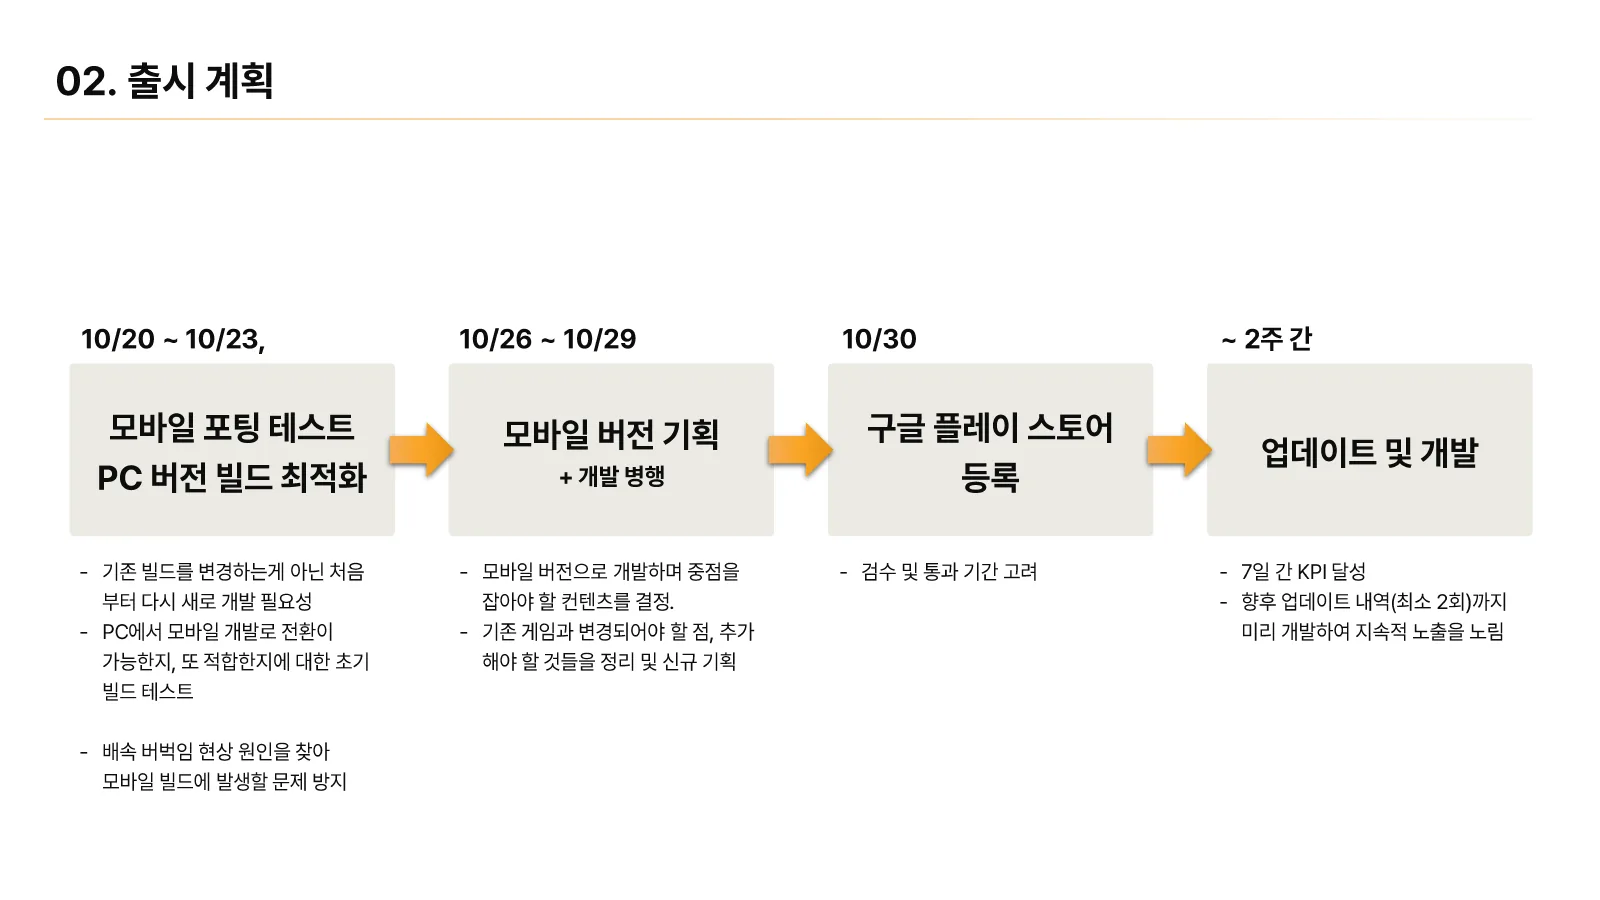 02. 출시 계획
10/20 ~ 10/23,
모바일 포팅 테스트
PC 버전 빌드 최적화
- 기존 빌드를 변경하는게 아닌 처음
부터 다시 새로 개발 필요성
- PC에서 모바일 개발로 전환이
가능한지, 또 적합한지에 대한 초기
빌드 테스트
- 배속 버벅임 현상 원인을 찾아
모바일 빌드에 발생할 문제 방지
10/26 ~ 10/29
모바일 버전 기획
+ 개발 병행
- 모바일 버전으로 개발하며 중점을
잡아야 할 컨텐츠를 결정.
- 기존 게임과 변경되어야 할 점, 추가
해야 할 것들을 정리 및 신규 기획
10/30
구글 플레이 스토어
등록
- 검수 및 통과 기간 고려
~ 2주 간
업데이트 및 개발
- 7일 간 KPI 달성
- 향후 업데이트 내역(최소 2회)까지
미리 개발하여 지속적 노출을 노림